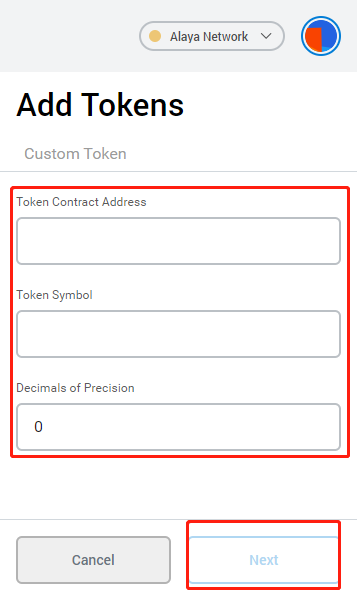 Alaya Network
Add Tokens
Custom Token
Token Contract Address
Token Symbol
Decimals of Precision
0
Cancel
Next